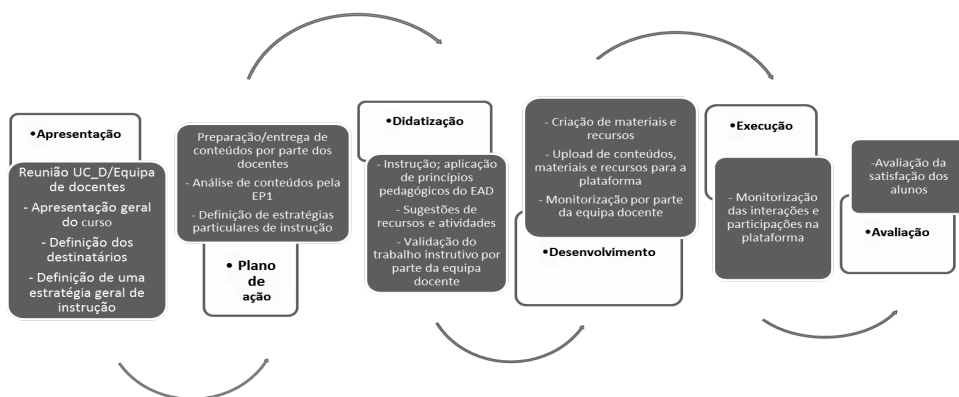 •Apresentação
Reunião UC_D/Equipa
de docentes
- Apresentação geral
do curso
- Definição dos
destinatários
- Definição de uma
estratégia geral de
instrução
Preparação/entrega de
conteúdos por parte dos
docentes
- Análise de conteúdos pela
EP1
- Definição de estratégias
particulares de instrução
• Plano
de
ação
•Didatização
- Instrução; aplicação
de princípios
pedagógicos do EAD
- Sugestões de
recursos e atividades
- Validação do
trabalho instrutivo por
parte da equipa
docente
- Criação de materiais e
recursos
- Upload de conteúdos,
materiais e recursos para a
plataforma
- Monitorização por parte
da equipa docente
•Desenvolvimento
•Execução
- Monitorização
das interações e
participações na
plataforma
-Avaliação da
satisfação dos
alunos
•Avaliação